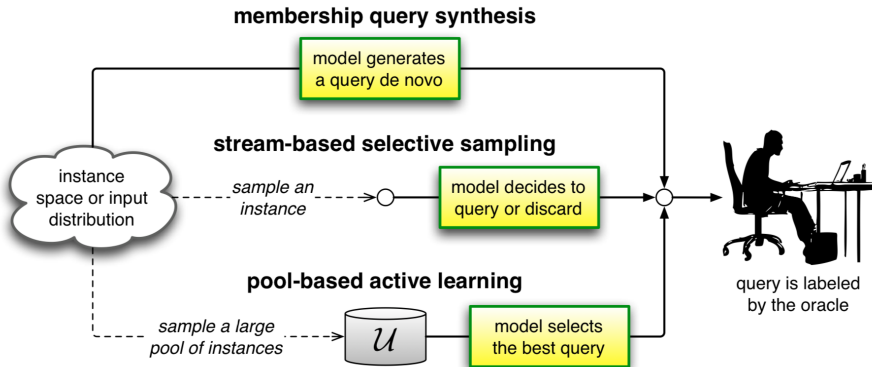 membership query synthesis
model generates
a query de novo
stream-based selective sampling
instance
space or input
distribution
sample an
instance
model decides to
query or discard
pool-based active learning
sample a large
pool of instances
U
model selects
the best query
query is labeled
by the oracle